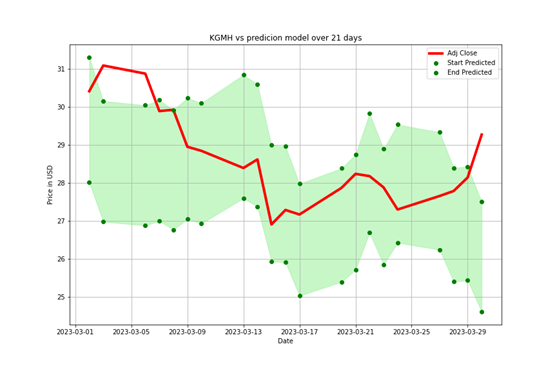 KGMH vs predicion model over 21 days
Adj Close
Start Predicted
End Predicted
Price in USD
31
30
29
28
27
26
25
2023-03-01 2023-03-05 2023-03-09 2023-03-13 2023-03-17 2023-03-21 2023-03-25 2023-03-29
Date